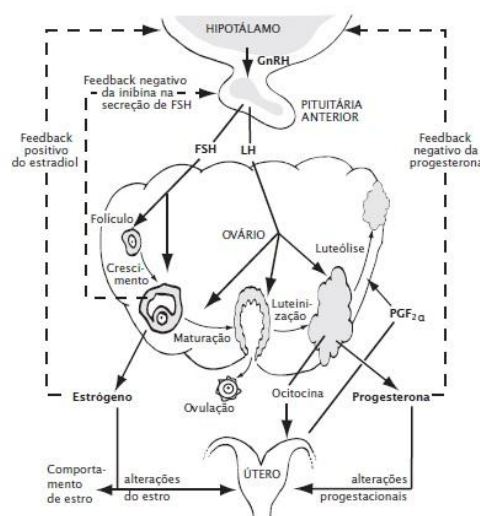 HIPOTÁLAMO
GnRH
Feedback negativo
da inibina na
secreção de FSH
PITUITÁRIA
ANTERIOR
Feedback
positivo
do estradiol
Feedback
negativo da
progesterona
FSH
LH
Folículo
OVÁRIO
Luteólise
Cresci-
mento
Luteini-
zação
PGF2α
Maturação
Estrógeno
Ovulação
Ocitocina
Progesterona
Comporta-
mento
de estro
alterações
do estro
ÚTERO
alterações
progestacionais